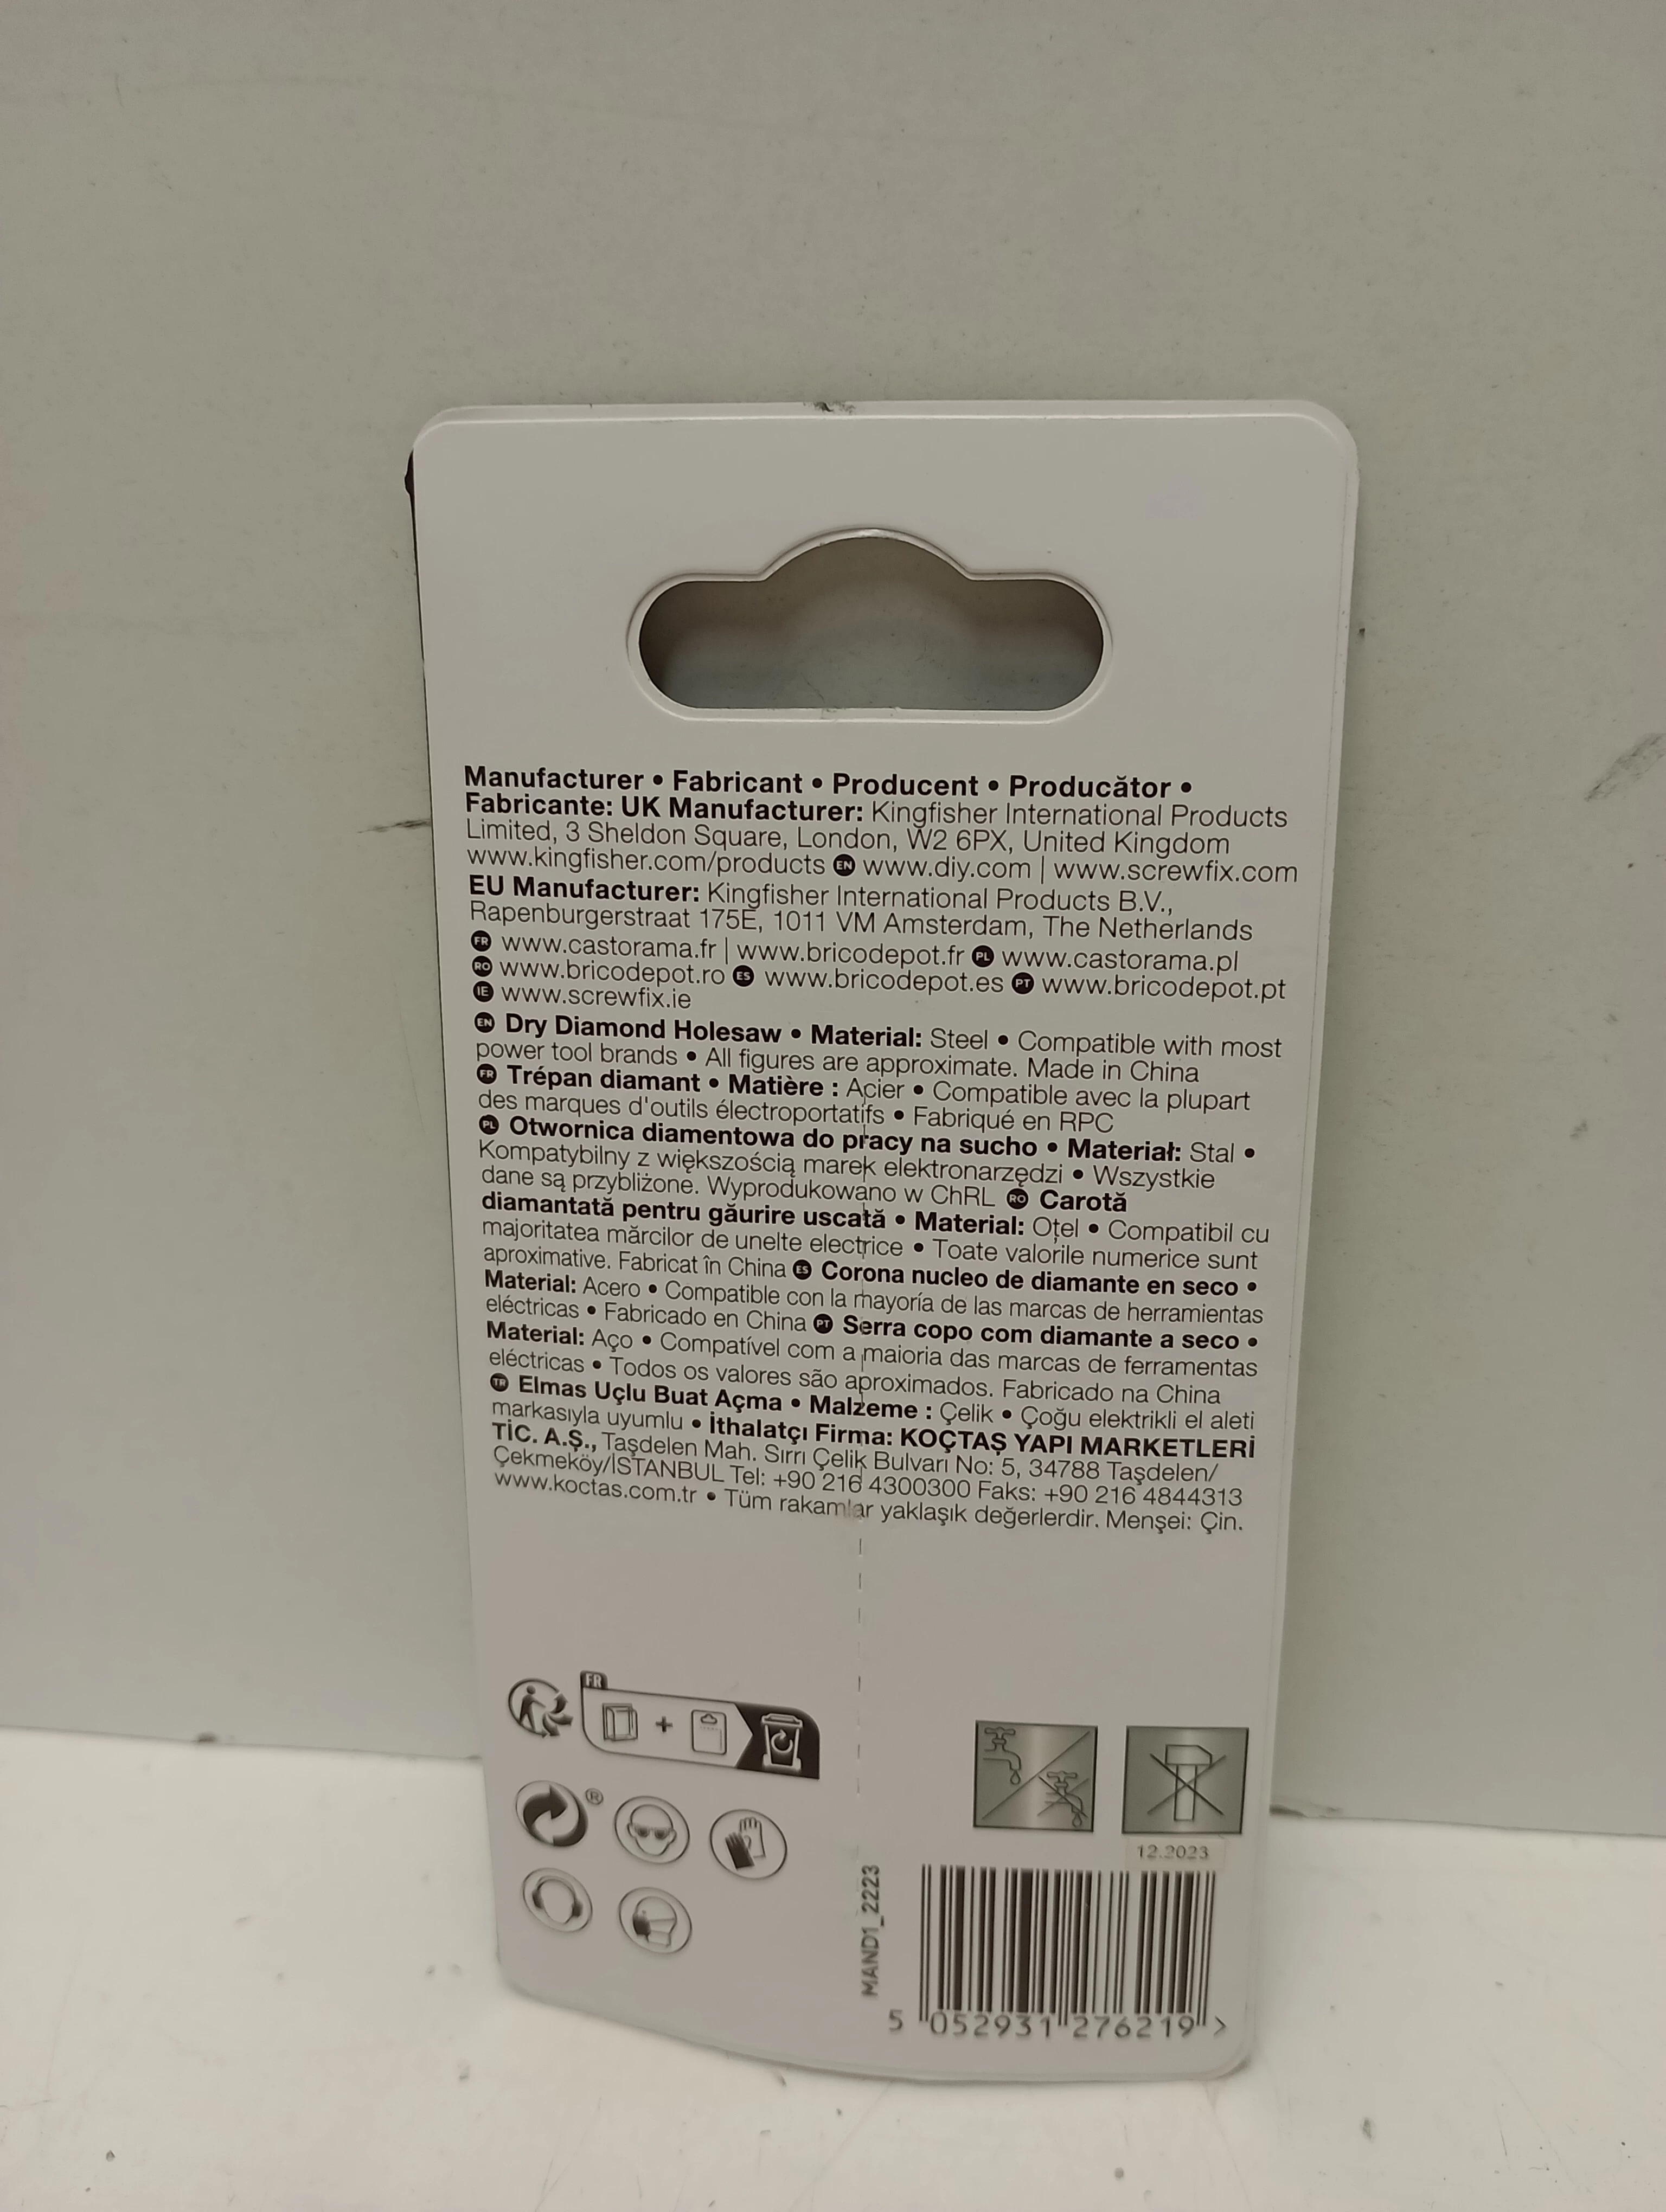 Manufacturer • Fabricant • Producent • Producător •
Fabricante: UK Manufacturer: Kingfisher International Products
Limited, 3 Sheldon Square, London, W2 6PX, United Kingdom
www.kingfisher.com/products EN www.diy.com | www.screwfix.com
EU Manufacturer: Kingfisher International Products B.V.,
Rapenburgerstraat 175E, 1011 VM Amsterdam, The Netherlands
FR www.castorama.fr | www.bricodepot.fr PL www.castorama.pl
RO www.bricodepot.ro ES www.bricodepot.es PT www.bricodepot.pt
IE www.screwfix.ie
EN Dry Diamond Holesaw • Material: Steel • Compatible with most
power tool brands • All figures are approximate. Made in China
FR Trépan diamant • Matière : Acier • Compatible avec la plupart
des marques d'outils électroportatifs • Fabriqué en RPC
PL Otwornica diamentowa do pracy na sucho • Materiał: Stal •
Kompatybilny z większością marek elektronarzędzi • Wszystkie
dane są przybliżone. Wyprodukowano w ChRL RO Carotă
diamantată pentru găurire uscată • Material: Oțel • Compatibil cu
majoritatea mărcilor de unelte electrice • Toate valorile numerice sunt
aproximative. Fabricat în China ES Corona nucleo de diamante en seco •
Material: Acero • Compatible con la mayoría de las marcas de herramientas
eléctricas • Fabricado en China PT Serra copo com diamante a seco •
Material: Aço • Compatível com a maioria das marcas de ferramentas
eléctricas • Todos os valores são aproximados. Fabricado na China
TR Elmas Uçlu Buat Açma • Malzeme : Çelik • Çoğu elektrikli el aleti
markasıyla uyumlu • İthalatçı Firma: KOÇTAŞ YAPI MARKETLERİ
TİC. A.Ş., Taşdelen Mah. Sırrı Çelik Bulvarı No: 5, 34788 Taşdelen/
Çekmeköy/İSTANBUL Tel: +90 216 4300300 Faks: +90 216 4844313
www.koctas.com.tr • Tüm rakamlar yaklaşık değerlerdir. Menşei: Çin.
FR
+
®
12.2023
MAND1_2223
5 052931 276219 >